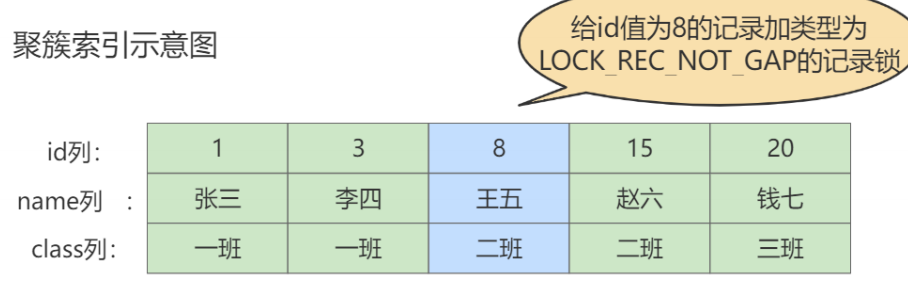 聚簇索引示意图
给id值为8的记录加类型为
LOCK_REC_NOT_GAP的记录锁
id列： 1 3 8 15 20
name列 ： 张三 李四 王五 赵六 钱七
class列： 一班 一班 二班 二班 三班